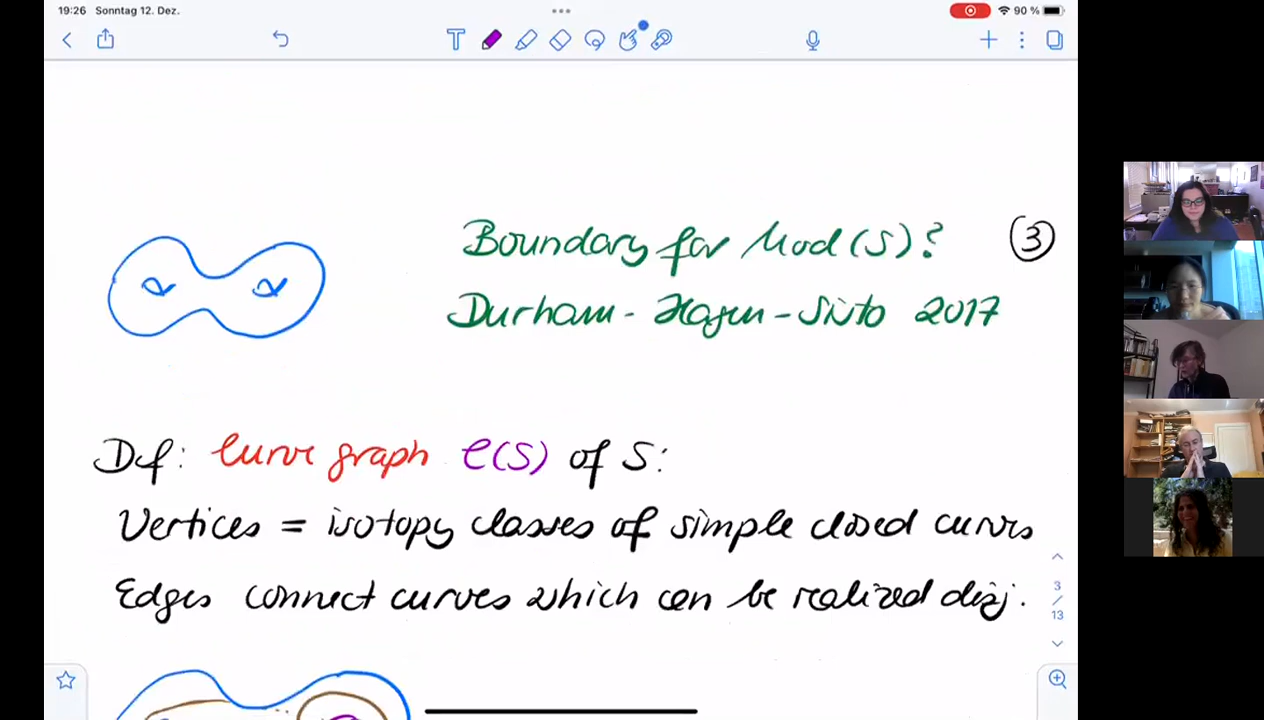 19:26 Sonntag 12. Dez.
90 %
Boundary for Mod(S)? ③
Durham - Hagen - Sisto 2017
Def: Curve graph C(S) of S:
Vertices = isotopy classes of simple closed curves
Edges connect curves which can be realized disj.
3
/
13